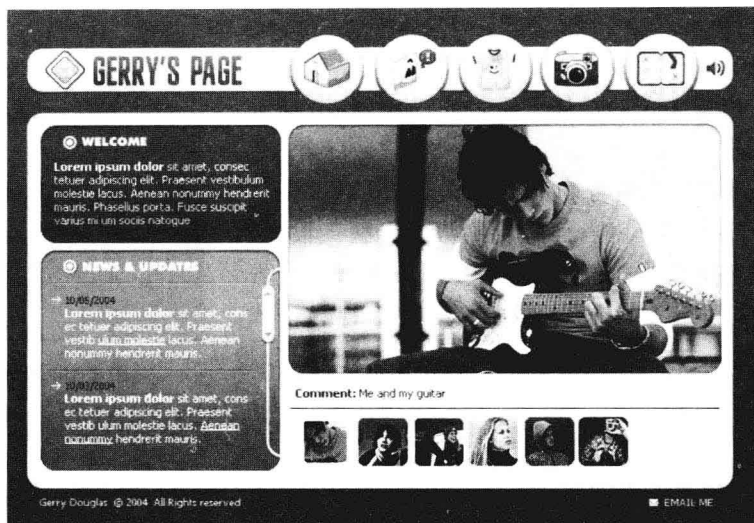 GERRY'S PAGE
WELCOME
Lorem ipsum dolor sit amet, consec
tetuer adipiscing elit. Praesent vestibulum
molestie lacus. Aenean nonummy hendrerit
mauris. Phasellus porta. Fusce suscipit
varius mi um sociis natoque
NEWS & UPDATES
10/05/2004
Lorem ipsum dolor sit amet, cons
ec tetuer adipiscing elit. Praesent
vestib ulum molestie lacus. Aenean
nonummy hendrerit mauris.
10/03/2004
Lorem ipsum dolor sit amet, cons
ec tetuer adipiscing elit. Praesent
vestib ulum molestie lacus. Aenean
nonummy hendrerit mauris.
Comment: Me and my guitar
Gerry Douglas © 2004 All Rights reserved
EMAIL ME